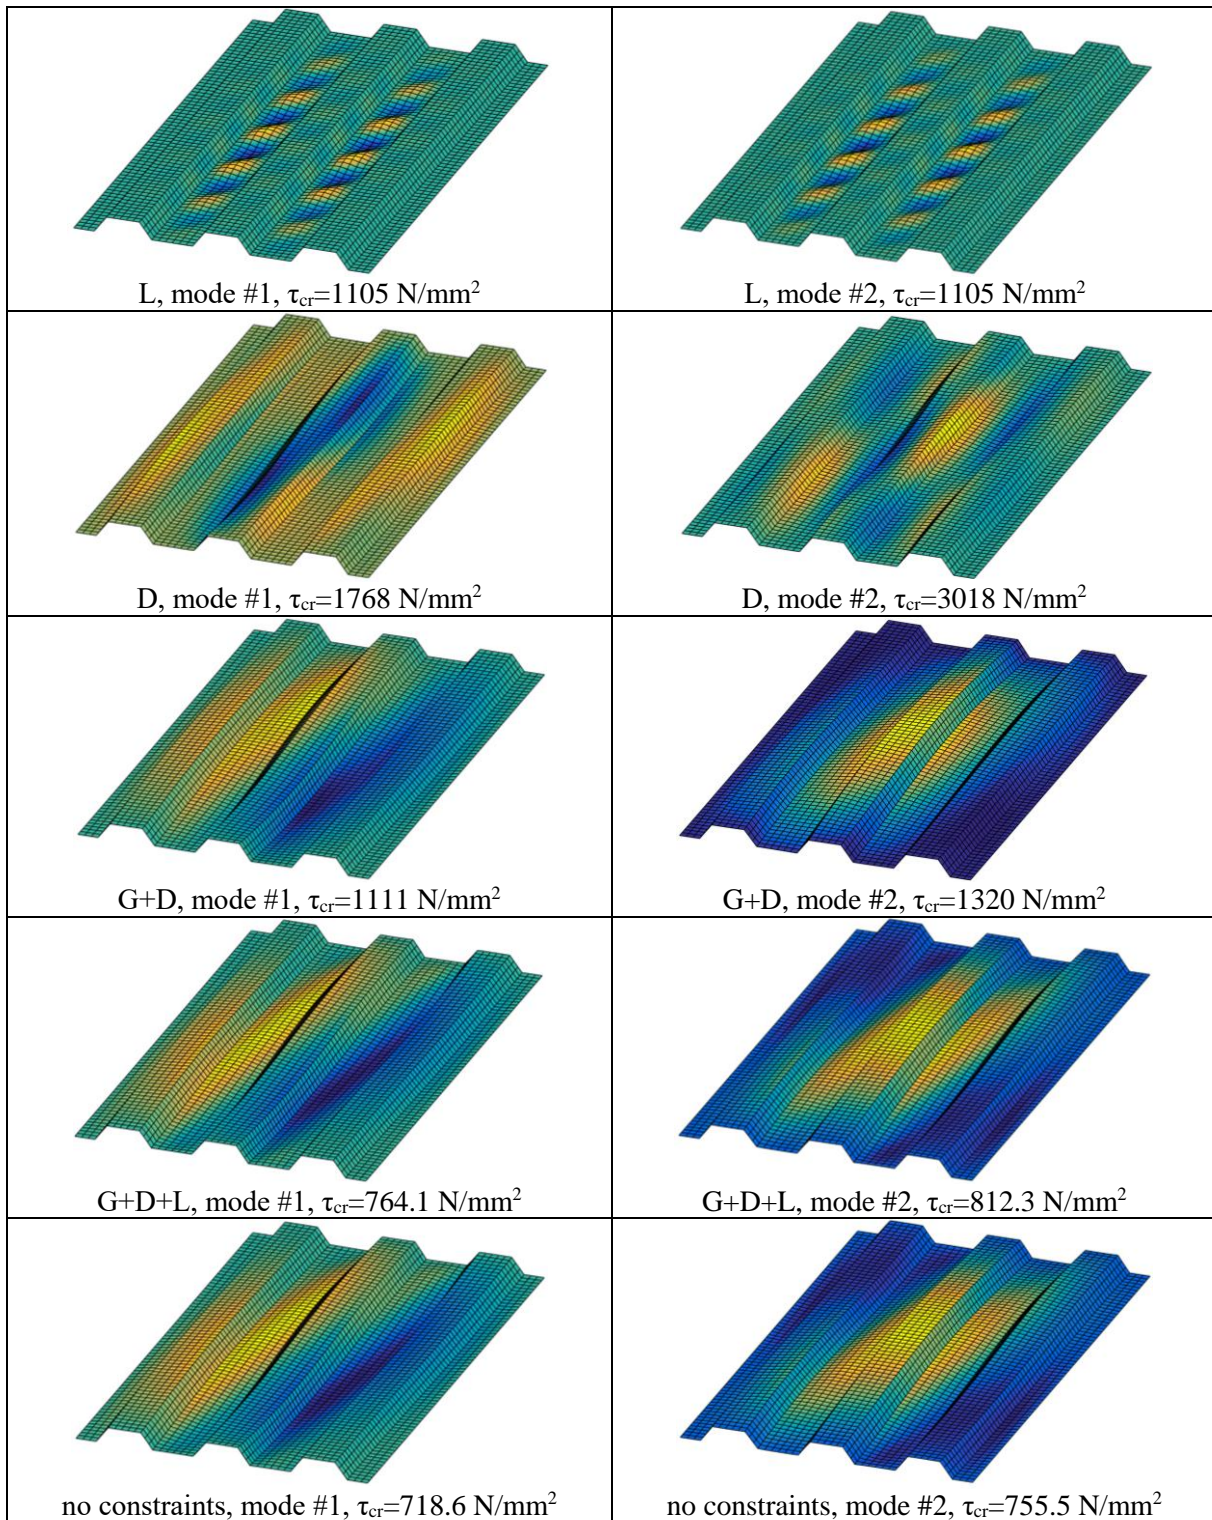 L, mode #1, τcr=1105 N/mm²
L, mode #2, τcr=1105 N/mm²
D, mode #1, τcr=1768 N/mm²
D, mode #2, τcr=3018 N/mm²
G+D, mode #1, τcr=1111 N/mm²
G+D, mode #2, τcr=1320 N/mm²
G+D+L, mode #1, τcr=764.1 N/mm²
G+D+L, mode #2, τcr=812.3 N/mm²
no constraints, mode #1, τcr=718.6 N/mm²
no constraints, mode #2, τcr=755.5 N/mm²